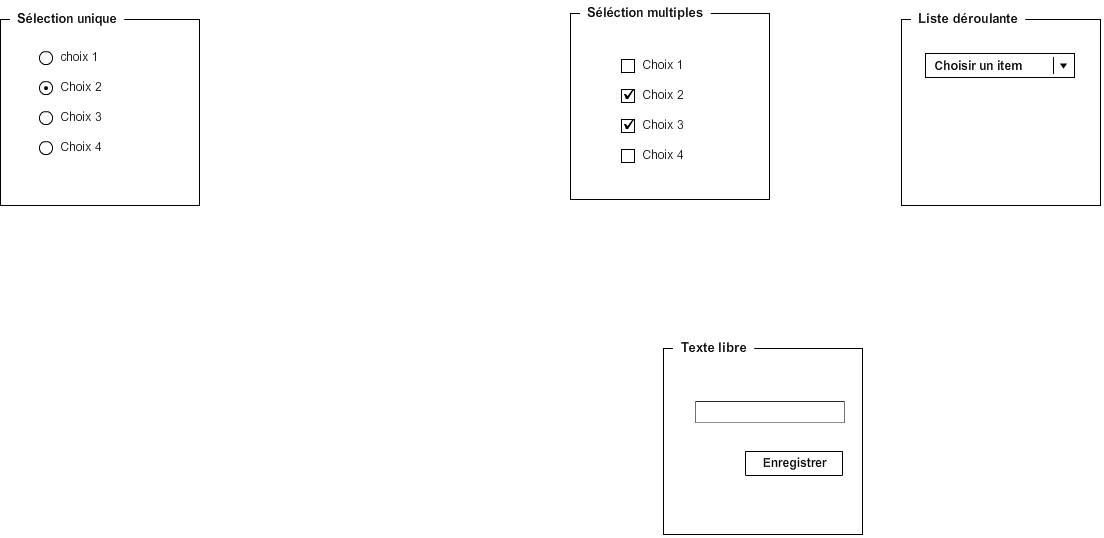 Sélection unique
choix 1
Choix 2
Choix 3
Choix 4
Séléction multiples
Choix 1
Choix 2
Choix 3
Choix 4
Liste déroulante
Choisir un item
Texte libre
Enregistrer